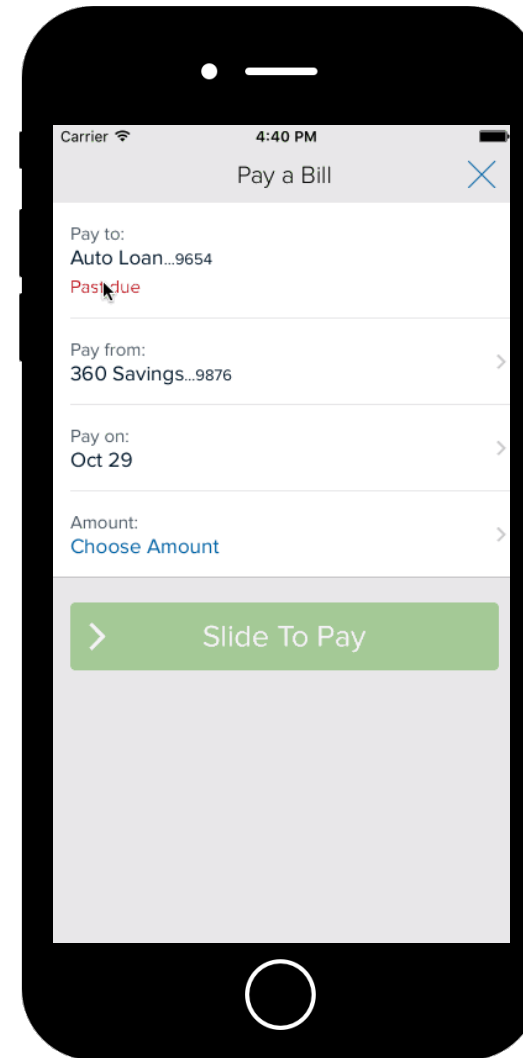 Carrier 4:40 PM
Pay a Bill
Pay to:
Auto Loan...9654
Past due
Pay from:
360 Savings...9876
Pay on:
Oct 29
Amount:
Choose Amount
Slide To Pay